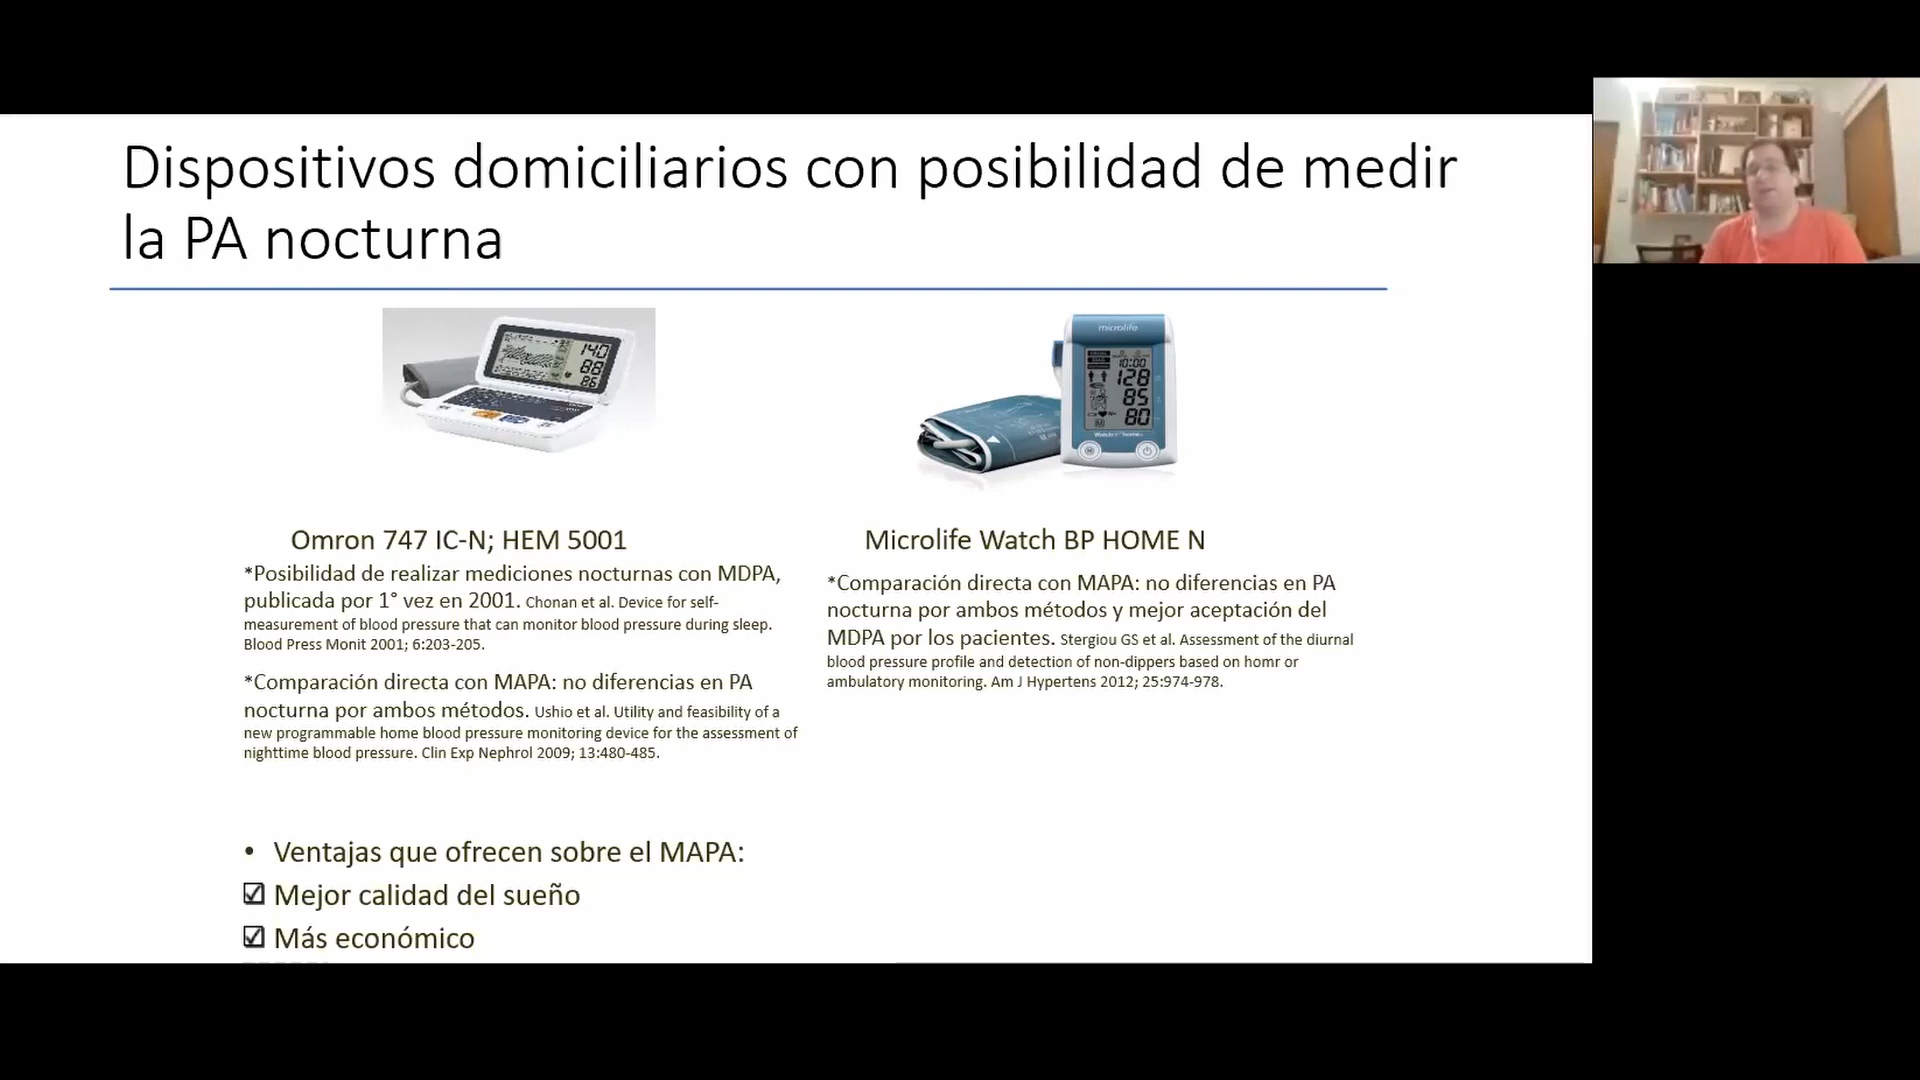 Dispositivos domiciliarios con posibilidad de medir
la PA nocturna
140
88
86
microlife
10:00
128
85
80
Omron 747 IC-N; HEM 5001
*Posibilidad de realizar mediciones nocturnas con MDPA,
publicada por 1° vez en 2001. Chonan et al. Device for self-
measurement of blood pressure that can monitor blood pressure during sleep.
Blood Press Monit 2001; 6:203-205.
*Comparación directa con MAPA: no diferencias en PA
nocturna por ambos métodos. Ushio et al. Utility and feasibility of a
new programmable home blood pressure monitoring device for the assessment of
nighttime blood pressure. Clin Exp Nephrol 2009; 13:480-485.
Microlife Watch BP HOME N
*Comparación directa con MAPA: no diferencias en PA
nocturna por ambos métodos y mejor aceptación del
MDPA por los pacientes. Stergiou GS et al. Assessment of the diurnal
blood pressure profile and detection of non-dippers based on homr or
ambulatory monitoring. Am J Hypertens 2012; 25:974-978.
• Ventajas que ofrecen sobre el MAPA:
☑ Mejor calidad del sueño
☑ Más económico